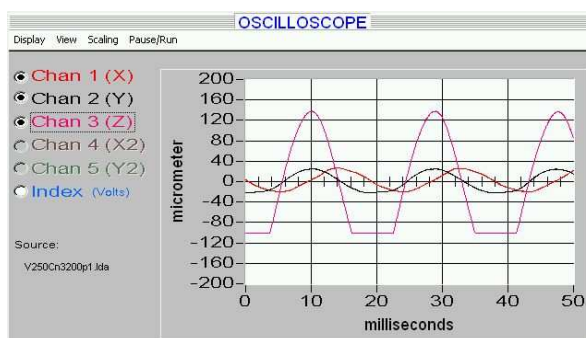 OSCILLOSCOPE
Display View Scaling Pause/Run
Chan 1 (X)
Chan 2 (Y)
Chan 3 (Z)
Chan 4 (X2)
Chan 5 (Y2)
Index (Volts)
Source:
V250Cn3200p1.lda
micrometer
200
160
120
80
40
0
-40
-80
-120
-160
-200
0 10 20 30 40 50
milliseconds